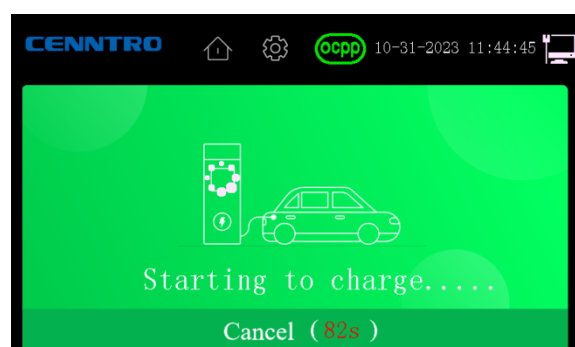 CENNTRO ocpp 10-31-2023 11:44:45
Starting to charge.....
Cancel (82s)